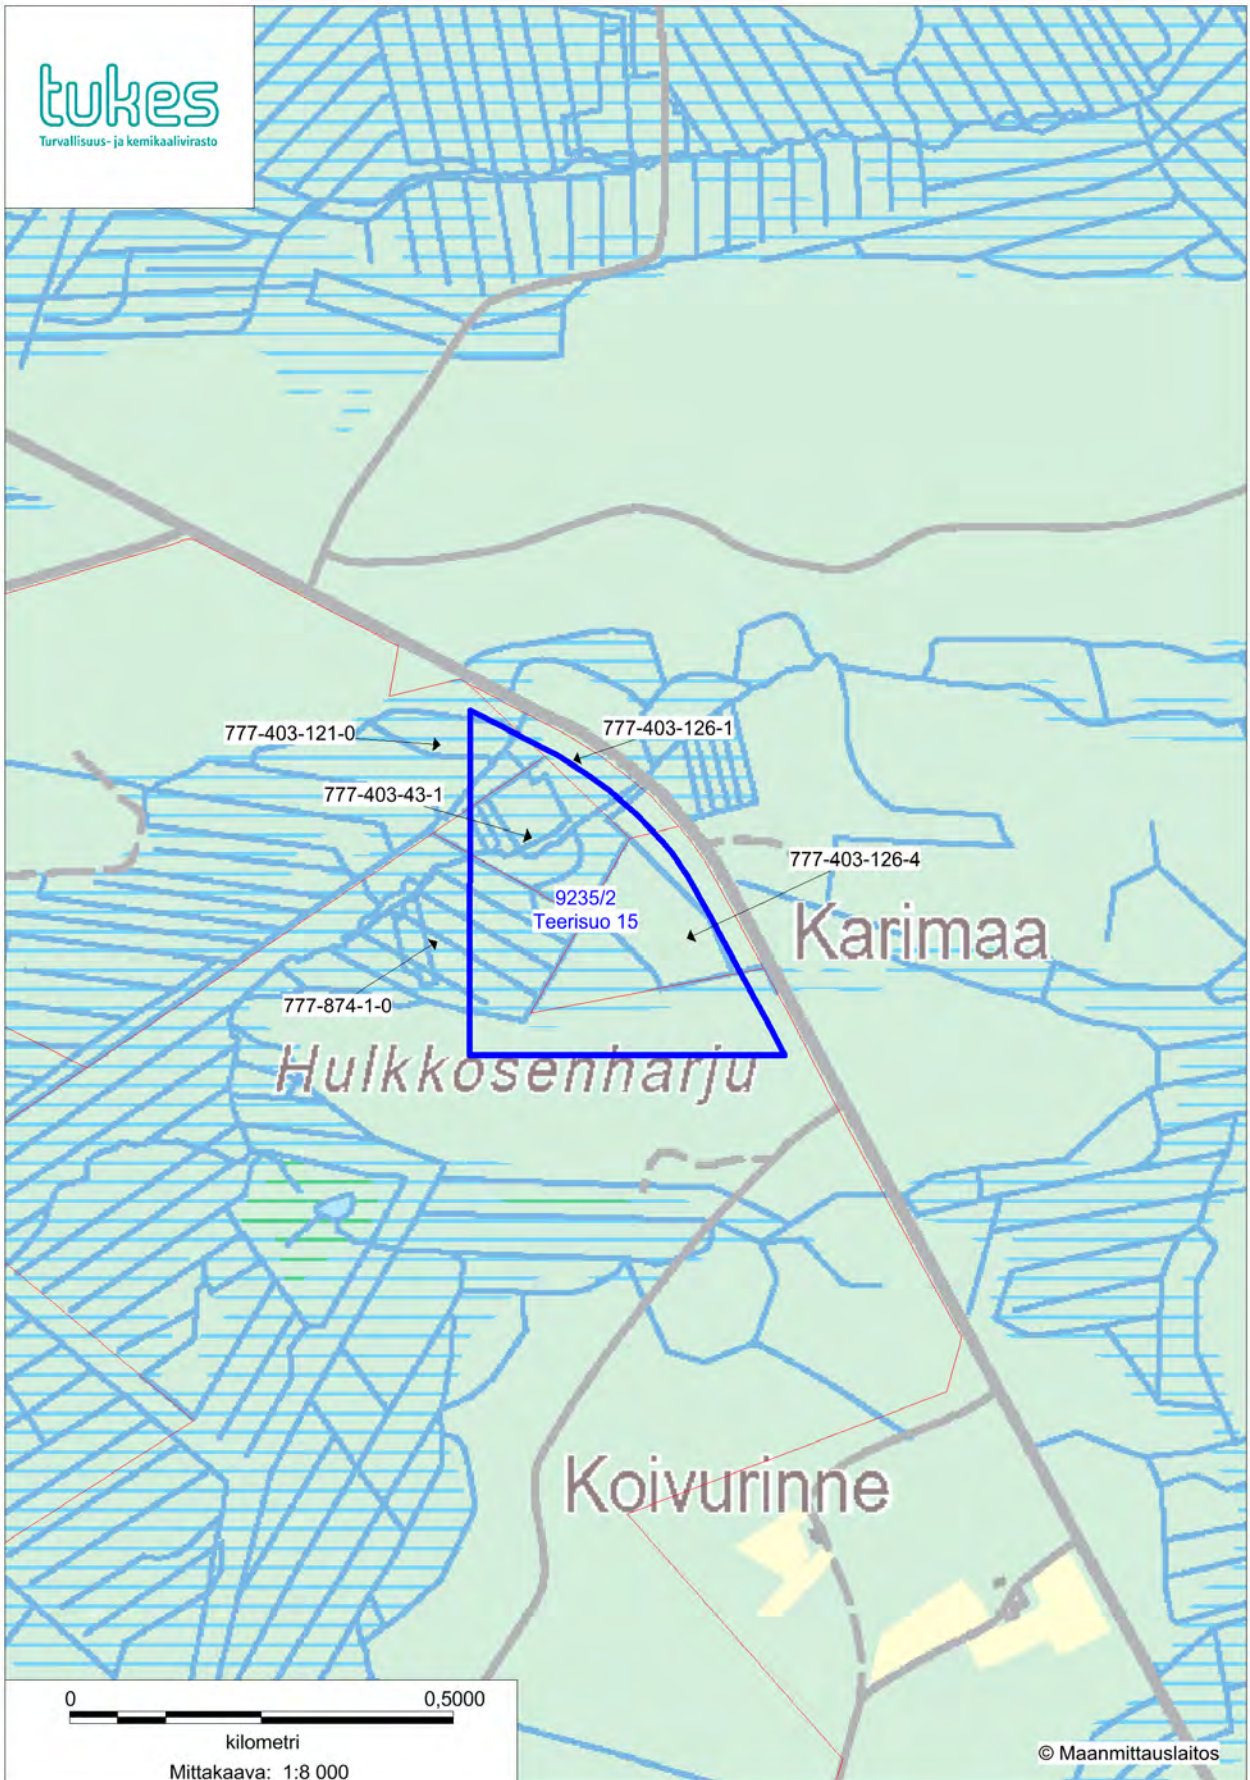 tukes
Turvallisuus- ja kemikaalivirasto
777-403-121-0
777-403-126-1
777-403-43-1
777-403-126-4
9235/2
Teerisuo 15
Karimaa
777-874-1-0
Hulkkosenharju
Koivurinne
0 0,5000
kilometri
Mittakaava: 1:8 000
© Maanmittauslaitos